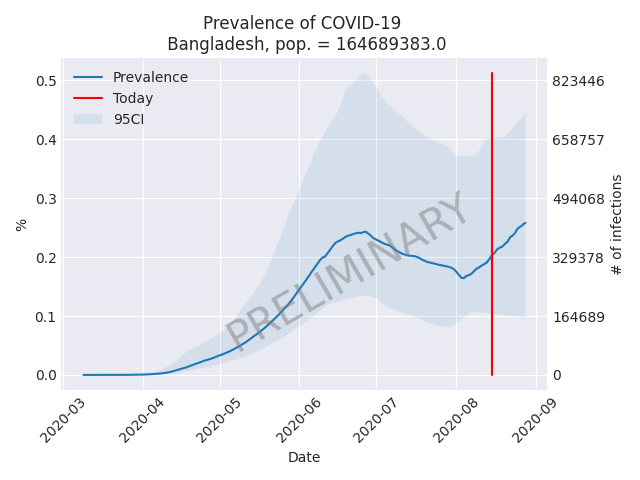 Prevalence of COVID-19
Bangladesh, pop. = 164689383.0
Prevalence
Today
95CI
0.5
0.4
0.3
0.2
0.1
0.0
%
823446
658757
494068
329378
164689
0
# of infections
PRELIMINARY
2020-03
2020-04
2020-05
2020-06
2020-07
2020-08
2020-09
Date